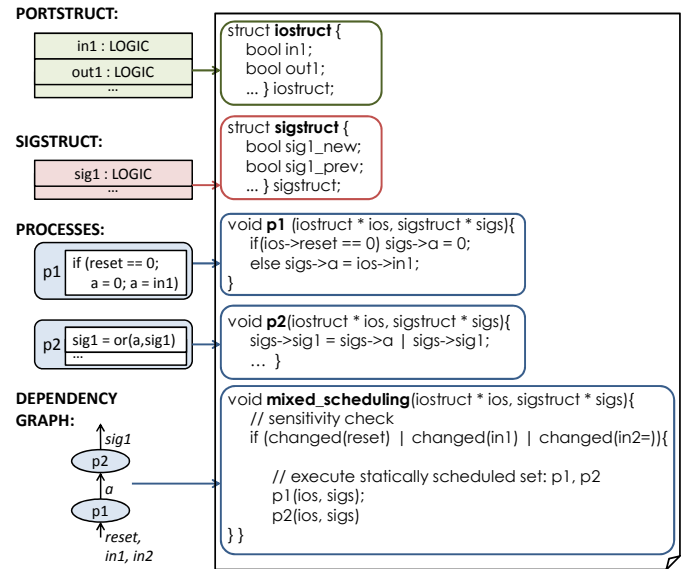 PORTSTRUCT:
in1 : LOGIC
out1 : LOGIC
...
struct iostruct {
bool in1;
bool out1;
... } iostruct;
SIGSTRUCT:
sig1 : LOGIC
...
struct sigstruct {
bool sig1_new;
bool sig1_prev;
... } sigstruct;
PROCESSES:
p1
if (reset == 0;
a = 0; a = in1)
void p1 (iostruct * ios, sigstruct * sigs){
if(ios->reset == 0) sigs->a = 0;
else sigs->a = ios->in1;
}
p2
sig1 = or(a,sig1)
...
void p2(iostruct * ios, sigstruct * sigs){
sigs->sig1 = sigs->a | sigs->sig1;
... }
DEPENDENCY
GRAPH:
sig1
p2
a
p1
reset,
in1, in2
void mixed_scheduling(iostruct * ios, sigstruct * sigs){
// sensitivity check
if (changed(reset) | changed(in1) | changed(in2=)){
// execute statically scheduled set: p1, p2
p1(ios, sigs);
p2(ios, sigs)
} }